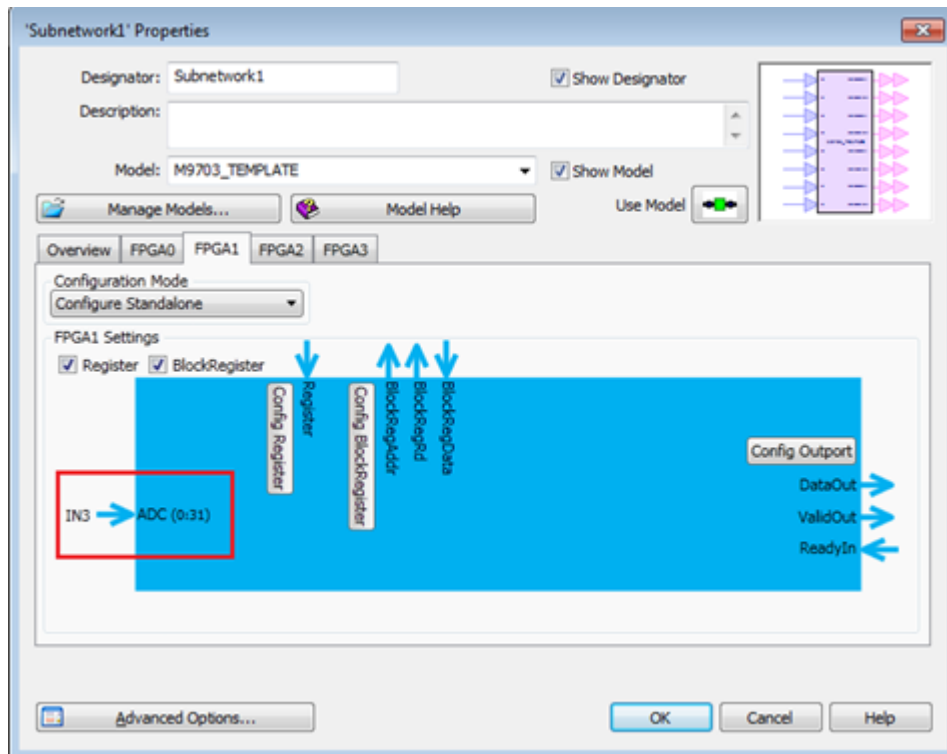 'Subnetwork1' Properties
Designator: Subnetwork1
Show Designator
Description:
Model: M9703_TEMPLATE
Show Model
Manage Models...
Model Help
Use Model
Overview FPGA0 FPGA1 FPGA2 FPGA3
Configuration Mode
Configure Standalone
FPGA1 Settings
Register BlockRegister
Config Register
Register
Config BlockRegister
BlockRegAddr
BlockRegRd
BlockRegData
Config Outport
IN3 ADC (0:31)
DataOut
ValidOut
ReadyIn
Advanced Options...
OK Cancel Help